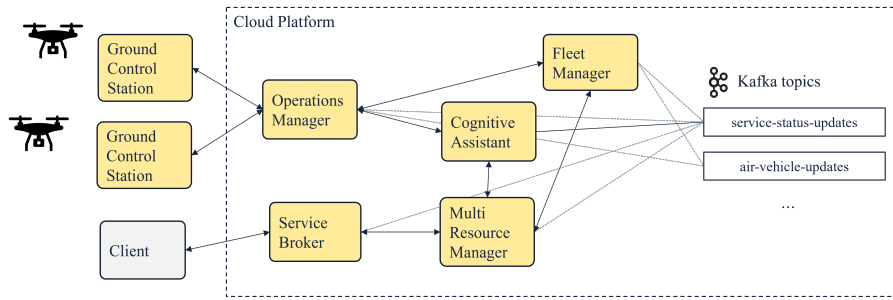 Cloud Platform
Ground
Control
Station
Fleet
Manager
Kafka topics
Operations
Manager
Cognitive
Assistant
service-status-updates
Ground
Control
Station
air-vehicle-updates
...
Client
Service
Broker
Multi
Resource
Manager